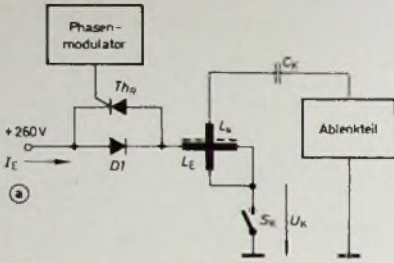 Phasen-
modulator
ThR
CK
+260V
D1
LE
LK
Ablenkteil
IE
a
SK
UK